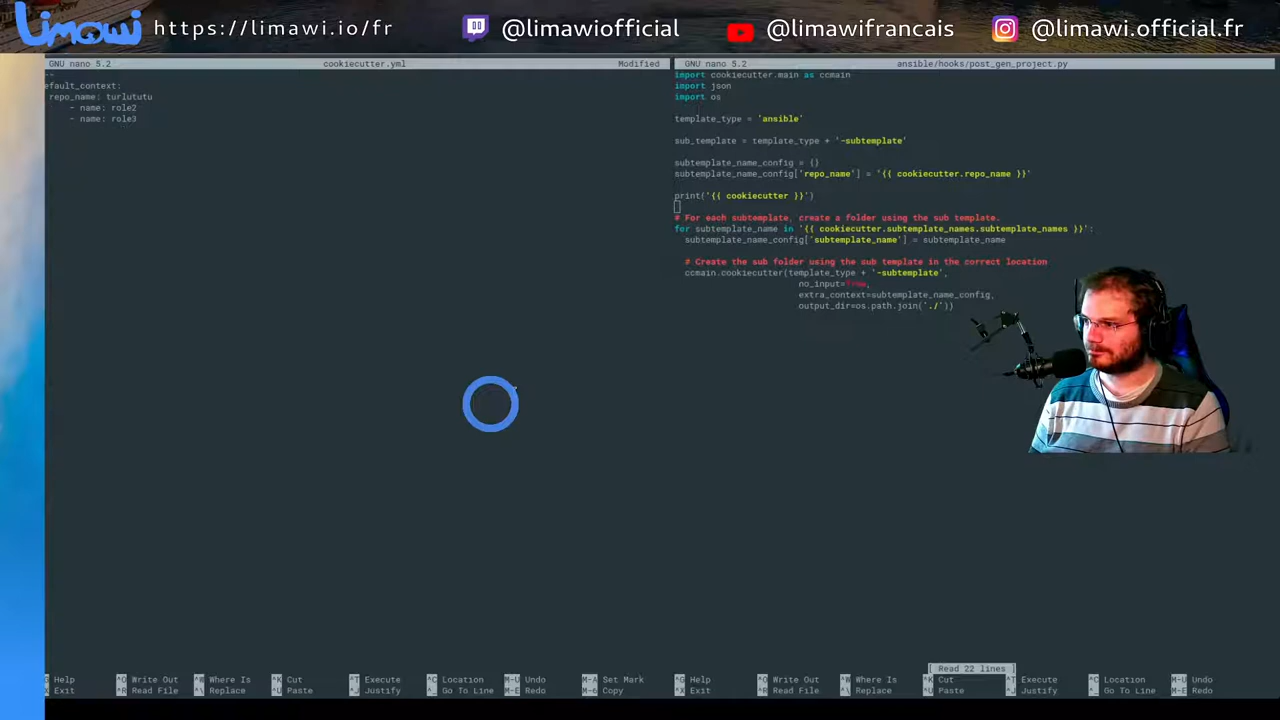 Limawi https://limawi.io/fr @limawiofficial @limawifrancais @limawi.official.fr
GNU nano 5.2 cookiecutter.yml Modified
--
efault_context:
repo_name: turlututu
- name: role2
- name: role3
G Help ^O Write Out ^W Where Is ^K Cut ^T Execute ^C Location M-U Undo M-A Set Mark
X Exit ^R Read File ^\ Replace ^U Paste ^J Justify ^_ Go To Line M-E Redo M-6 Copy
GNU nano 5.2 ansible/hooks/post_gen_project.py
import cookiecutter.main as ccmain
import json
import os
template_type = 'ansible'
sub_template = template_type + '-subtemplate'
subtemplate_name_config = {}
subtemplate_name_config['repo_name'] = '{{ cookiecutter.repo_name }}'
print('{{ cookiecutter }}')
# For each subtemplate, create a folder using the sub template.
for subtemplate_name in '{{ cookiecutter.subtemplate_names.subtemplate_names }}':
subtemplate_name_config['subtemplate_name'] = subtemplate_name
# Create the sub folder using the sub template in the correct location
ccmain.cookiecutter(template_type + '-subtemplate',
no_input=True,
extra_context=subtemplate_name_config,
output_dir=os.path.join('./'))
[ Read 22 lines ]
^G Help ^O Write Out ^W Where Is ^K Cut ^T Execute ^C Location M-U Undo
^X Exit ^R Read File ^\ Replace ^U Paste ^J Justify ^_ Go To Line M-E Redo